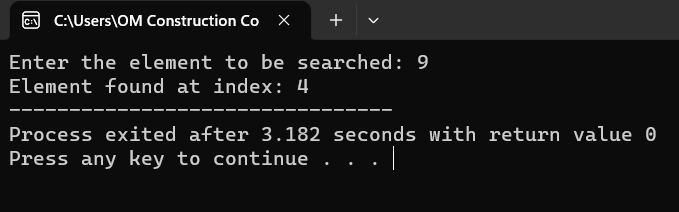 C:\Users\OM Construction Co
Enter the element to be searched: 9
Element found at index: 4
--------------------------------
Process exited after 3.182 seconds with return value 0
Press any key to continue . . .